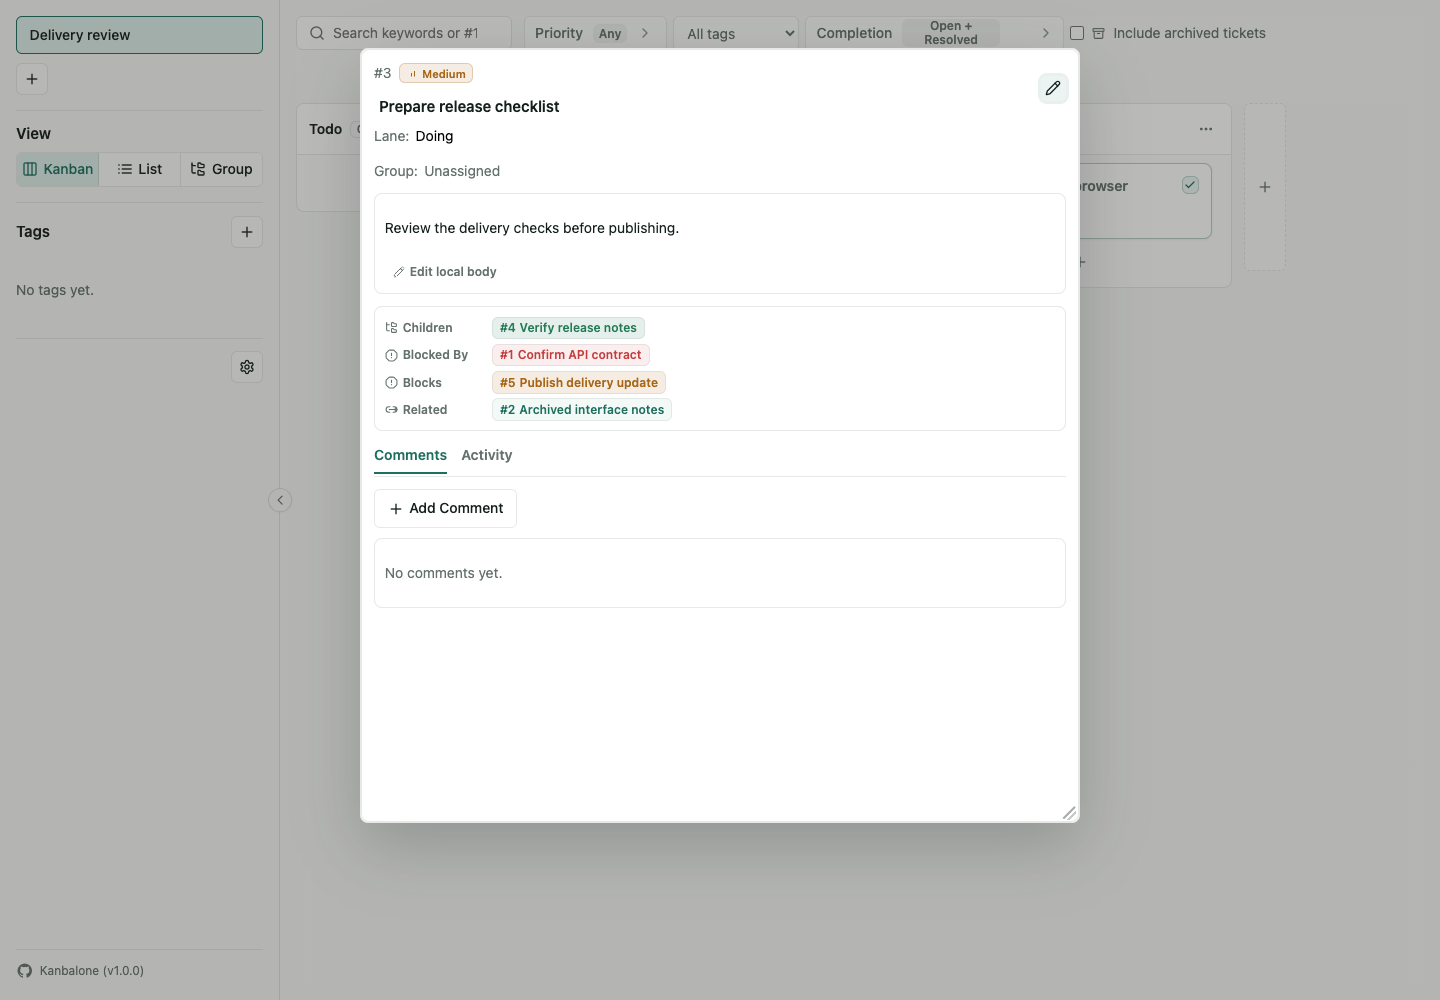 Delivery review
Search keywords or #1
Priority Any
All tags
Completion
Open +
Resolved
Include archived tickets
View
Kanban
List
Group
Tags
No tags yet.
Todo
browser
#3 Medium
Prepare release checklist
Lane: Doing
Group: Unassigned
Review the delivery checks before publishing.
Edit local body
Children #4 Verify release notes
Blocked By #1 Confirm API contract
Blocks #5 Publish delivery update
Related #2 Archived interface notes
Comments Activity
Add Comment
No comments yet.
Kanbalone (v1.0.0)